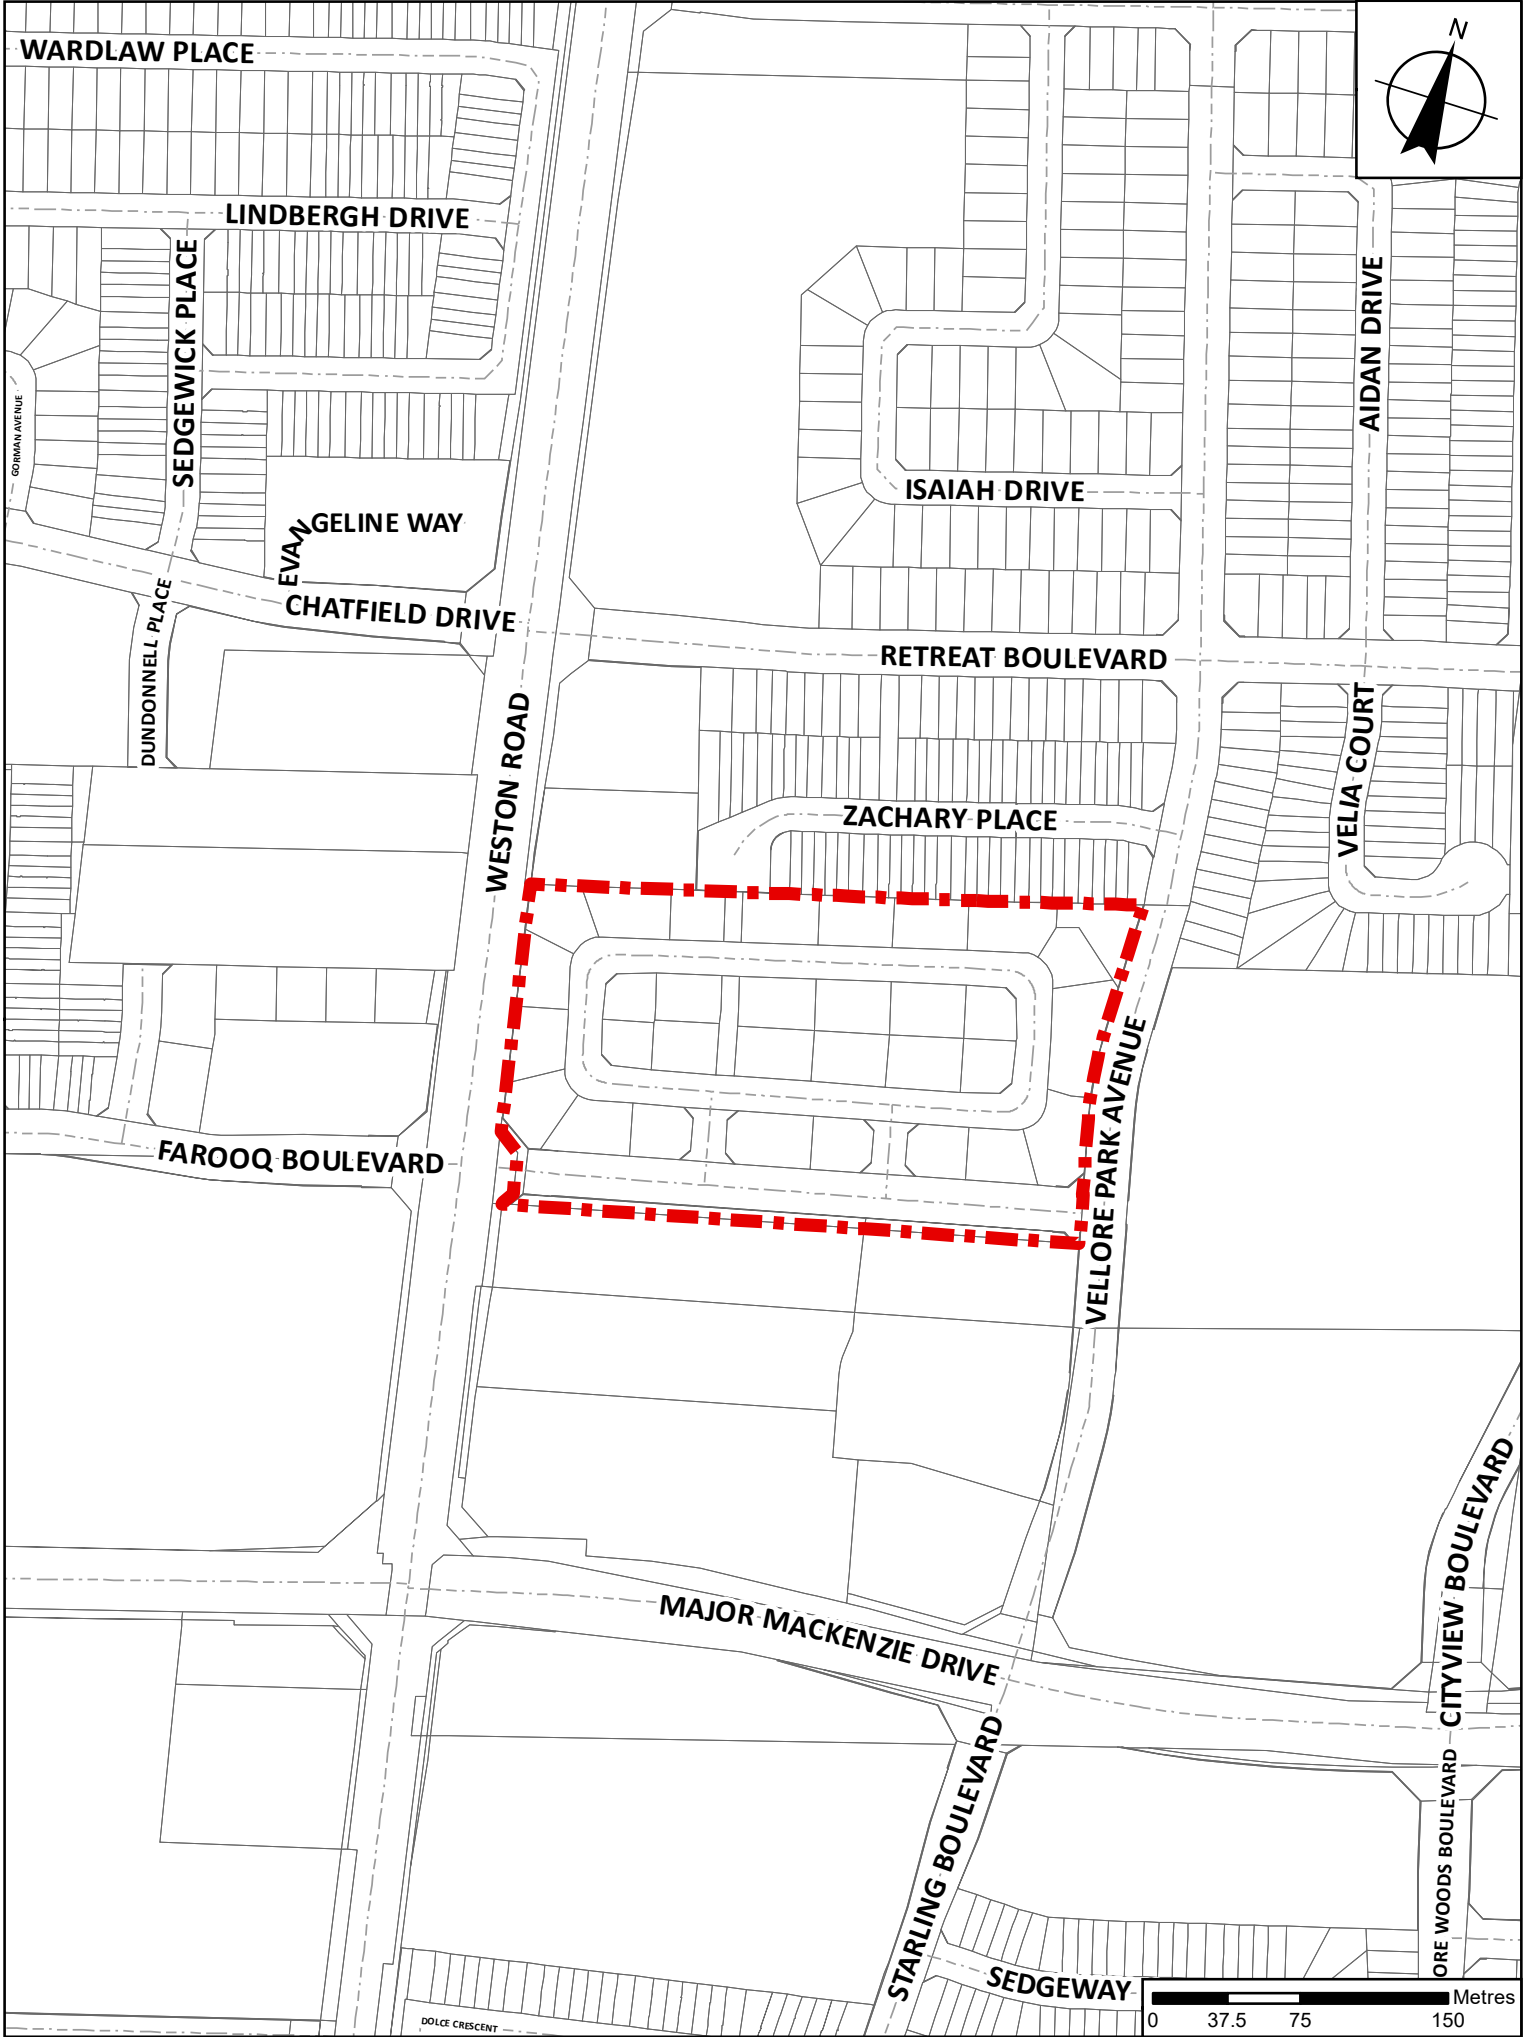 N
WARDLAW PLACE
LINDBERGH DRIVE
SEDGEWICK PLACE
AIDAN DRIVE
GORMAN AVENUE
ISAIAH DRIVE
EVANGELINE WAY
CHATFIELD DRIVE
DUNDONNELL PLACE
RETREAT BOULEVARD
WESTON ROAD
VELIA COURT
ZACHARY PLACE
VELLORE PARK AVENUE
FAROOQ BOULEVARD
MAJOR MACKENZIE DRIVE
CITYVIEW BOULEVARD
STARLING BOULEVARD
ORE WOODS BOULEVARD
SEDGEWAY
DOLCE CRESCENT
Metres
0 37.5 75 150